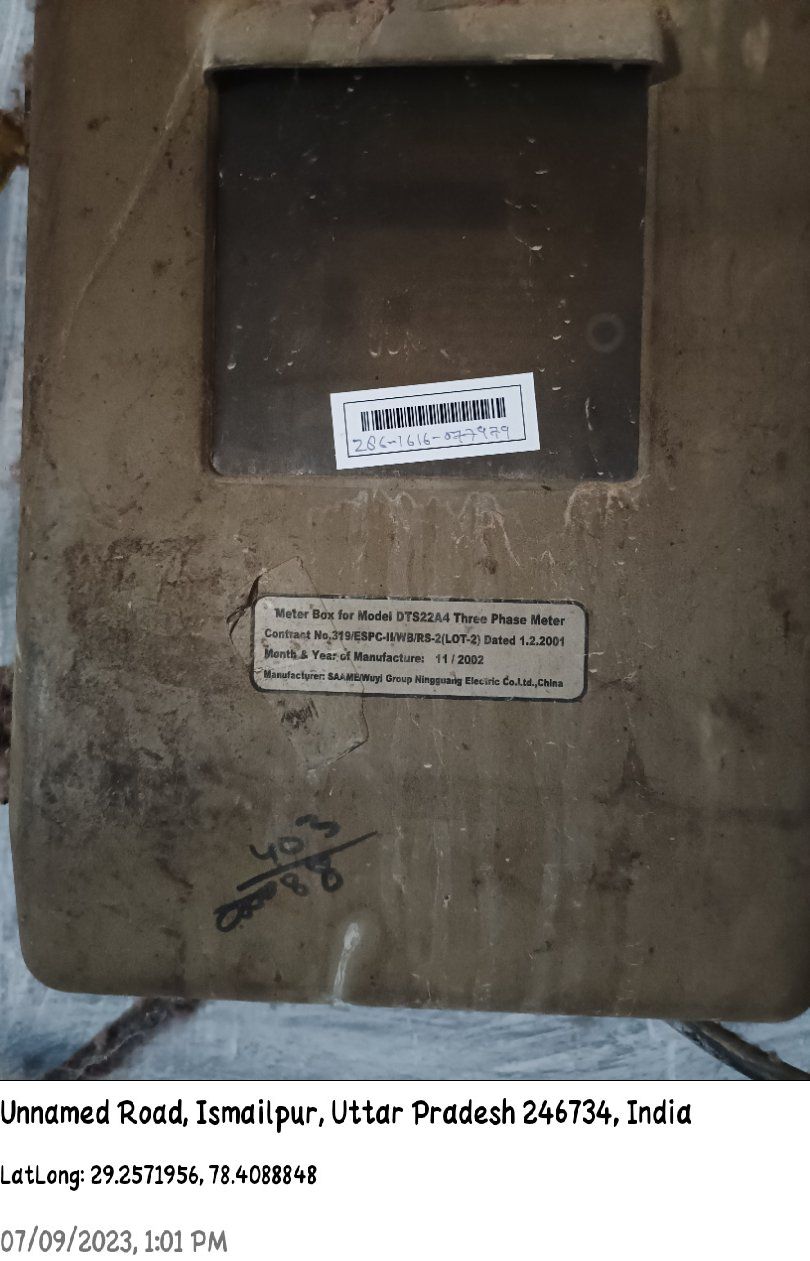 286-1616-077979
Meter Box for Model DTS22A4 Three Phase Meter
Contract No.319/ESPC-II/WB/RS-2(LOT-2) Dated 1.2.2001
Month & Year of Manufacture: 11 / 2002
Manufacturer: SAAME/Wuyi Group Ningguang Electric Co.Ltd.,China
403
Unnamed Road, Ismailpur, Uttar Pradesh 246734, India
LatLong: 29.2571956, 78.4088848
07/09/2023, 1:01 PM